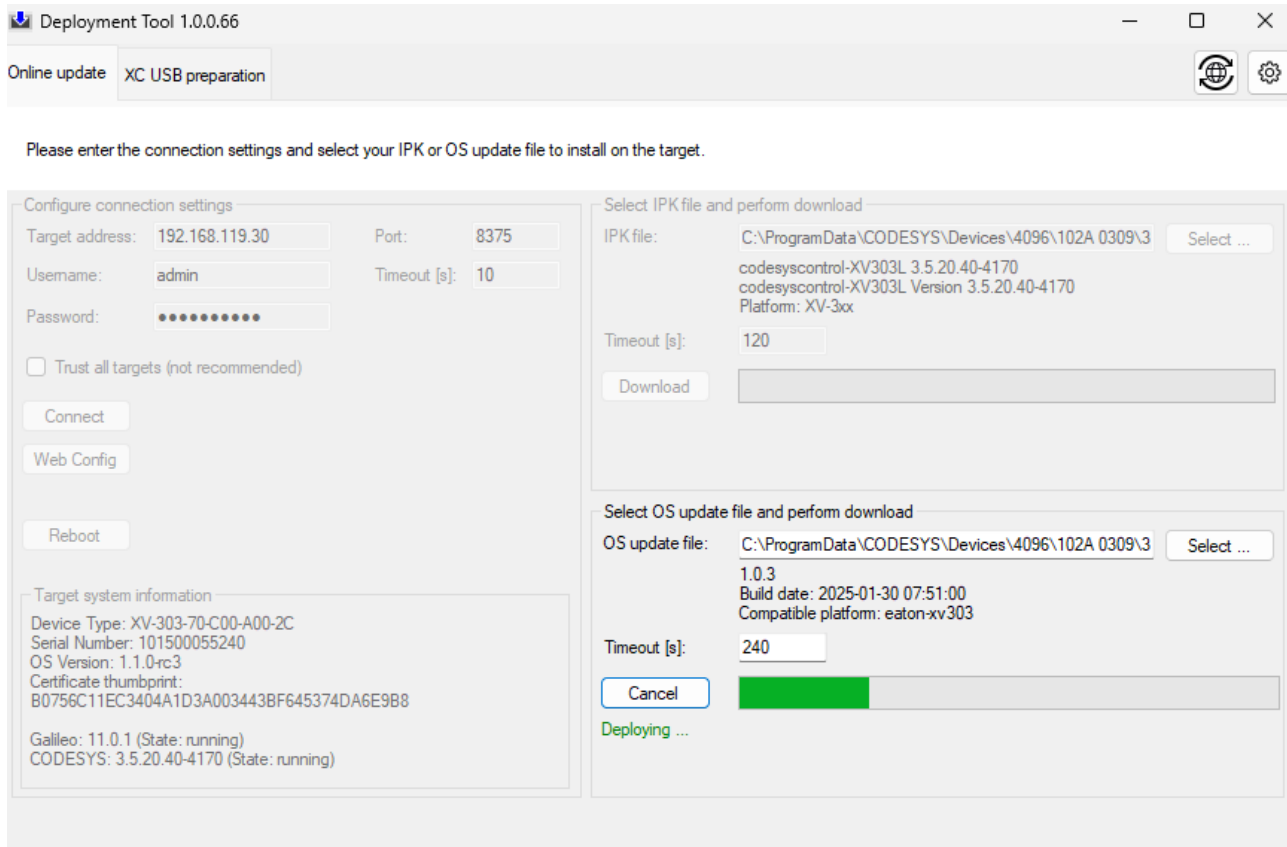 Deployment Tool 1.0.0.66
Online update
XC USB preparation
Please enter the connection settings and select your IPK or OS update file to install on the target.
Configure connection settings
Target address: 192.168.119.30 Port: 8375
Username: admin Timeout [s]: 10
Password: ●●●●●●●●●●
Trust all targets (not recommended)
Connect
Web Config
Reboot
Target system information
Device Type: XV-303-70-C00-A00-2C
Serial Number: 101500055240
OS Version: 1.1.0-rc3
Certificate thumbprint:
B0756C11EC3404A1D3A003443BF645374DA6E9B8
Galileo: 11.0.1 (State: running)
CODESYS: 3.5.20.40-4170 (State: running)
Select IPK file and perform download
IPK file: C:\ProgramData\CODESYS\Devices\4096\102A 0309\3 Select ...
codesyscontrol-XV303L 3.5.20.40-4170
codesyscontrol-XV303L Version 3.5.20.40-4170
Platform: XV-3xx
Timeout [s]: 120
Download
Select OS update file and perform download
OS update file: C:\ProgramData\CODESYS\Devices\4096\102A 0309\3 Select ...
1.0.3
Build date: 2025-01-30 07:51:00
Compatible platform: eaton-xv303
Timeout [s]: 240
Cancel
Deploying ...